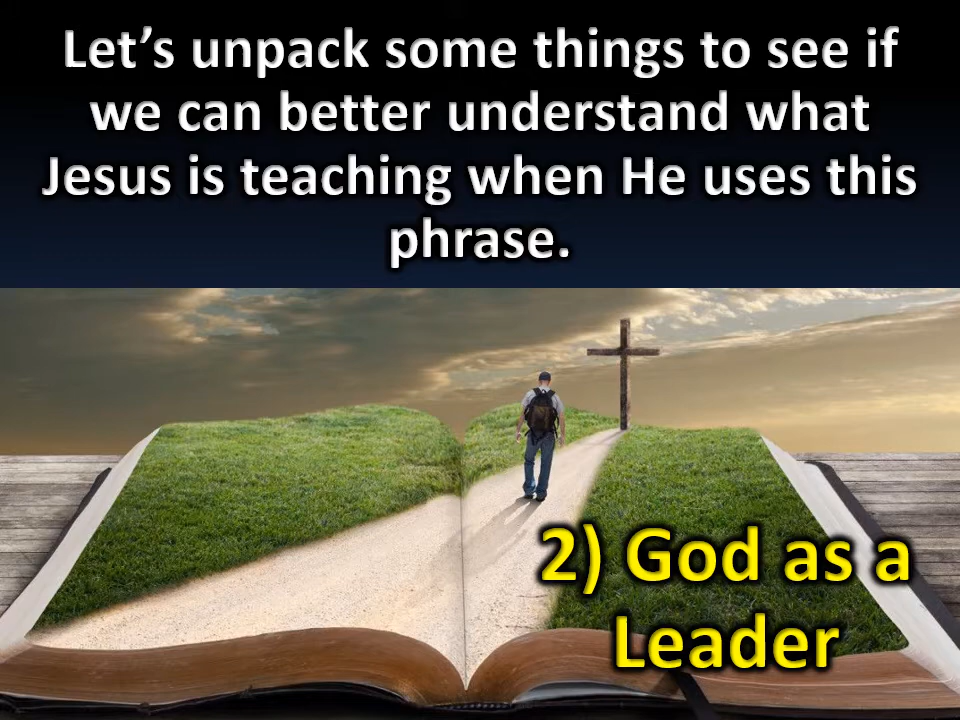 Let’s unpack some things to see if
we can better understand what
Jesus is teaching when He uses this
phrase.
2) God as a
Leader